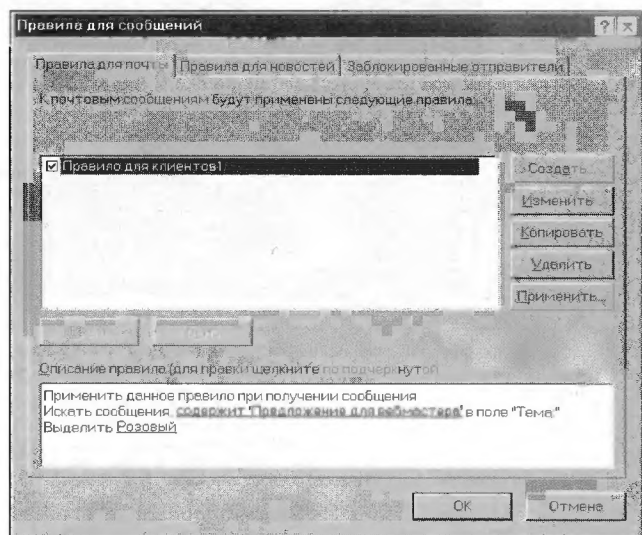 Правила для сообщений
Правила для почты Правила для новостей Заблокированные отправители
К почтовым сообщениям будут применены следующие правила:
Правило для клиентов1
Создать...
Изменить
Копировать
Удалить
Применить...
Описание правила (для правки щелкните по подчеркнутой
Применить данное правило при получении сообщения
Искать сообщения, содержит 'Предложение для вебмастера' в поле "Тема:"
Выделить Розовый
ОК Отмена